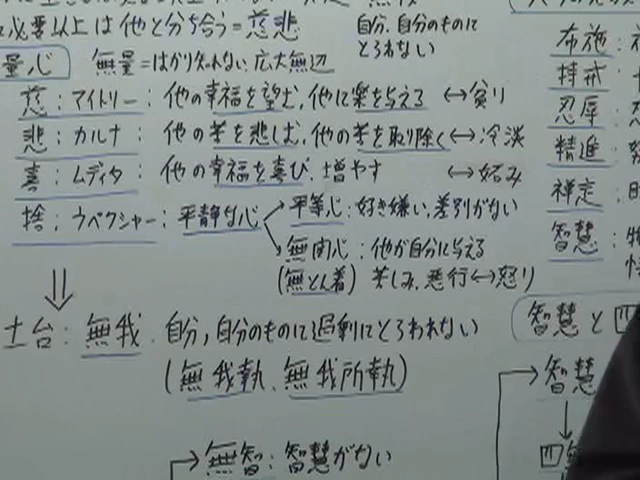 必要以上は他と分ち合う=慈悲
自分、自分のものに
とらわれない
量心 無量=はかり知れない、広大無辺
慈:マイトリー:他の幸福を望む、他に楽を与える ↔貪り
悲:カルナ:他の苦を悲しむ、他の苦を取り除く↔冷淡
喜:ムディタ:他の幸福を喜び、増やす ↔妬み
捨:ウペクシャー:平静な心
平等心:好き嫌い、差別がない
無関心:他が自分に与える
(無とん着) 苦しみ、悪行↔怒り
土台:無我 自分、自分のものに過剰にとらわれない
(無我執、無我所執)
無智:智慧がない
布施:
持戒:
忍辱:
精進:
禅定:
智慧:
智慧と四
智慧
四無